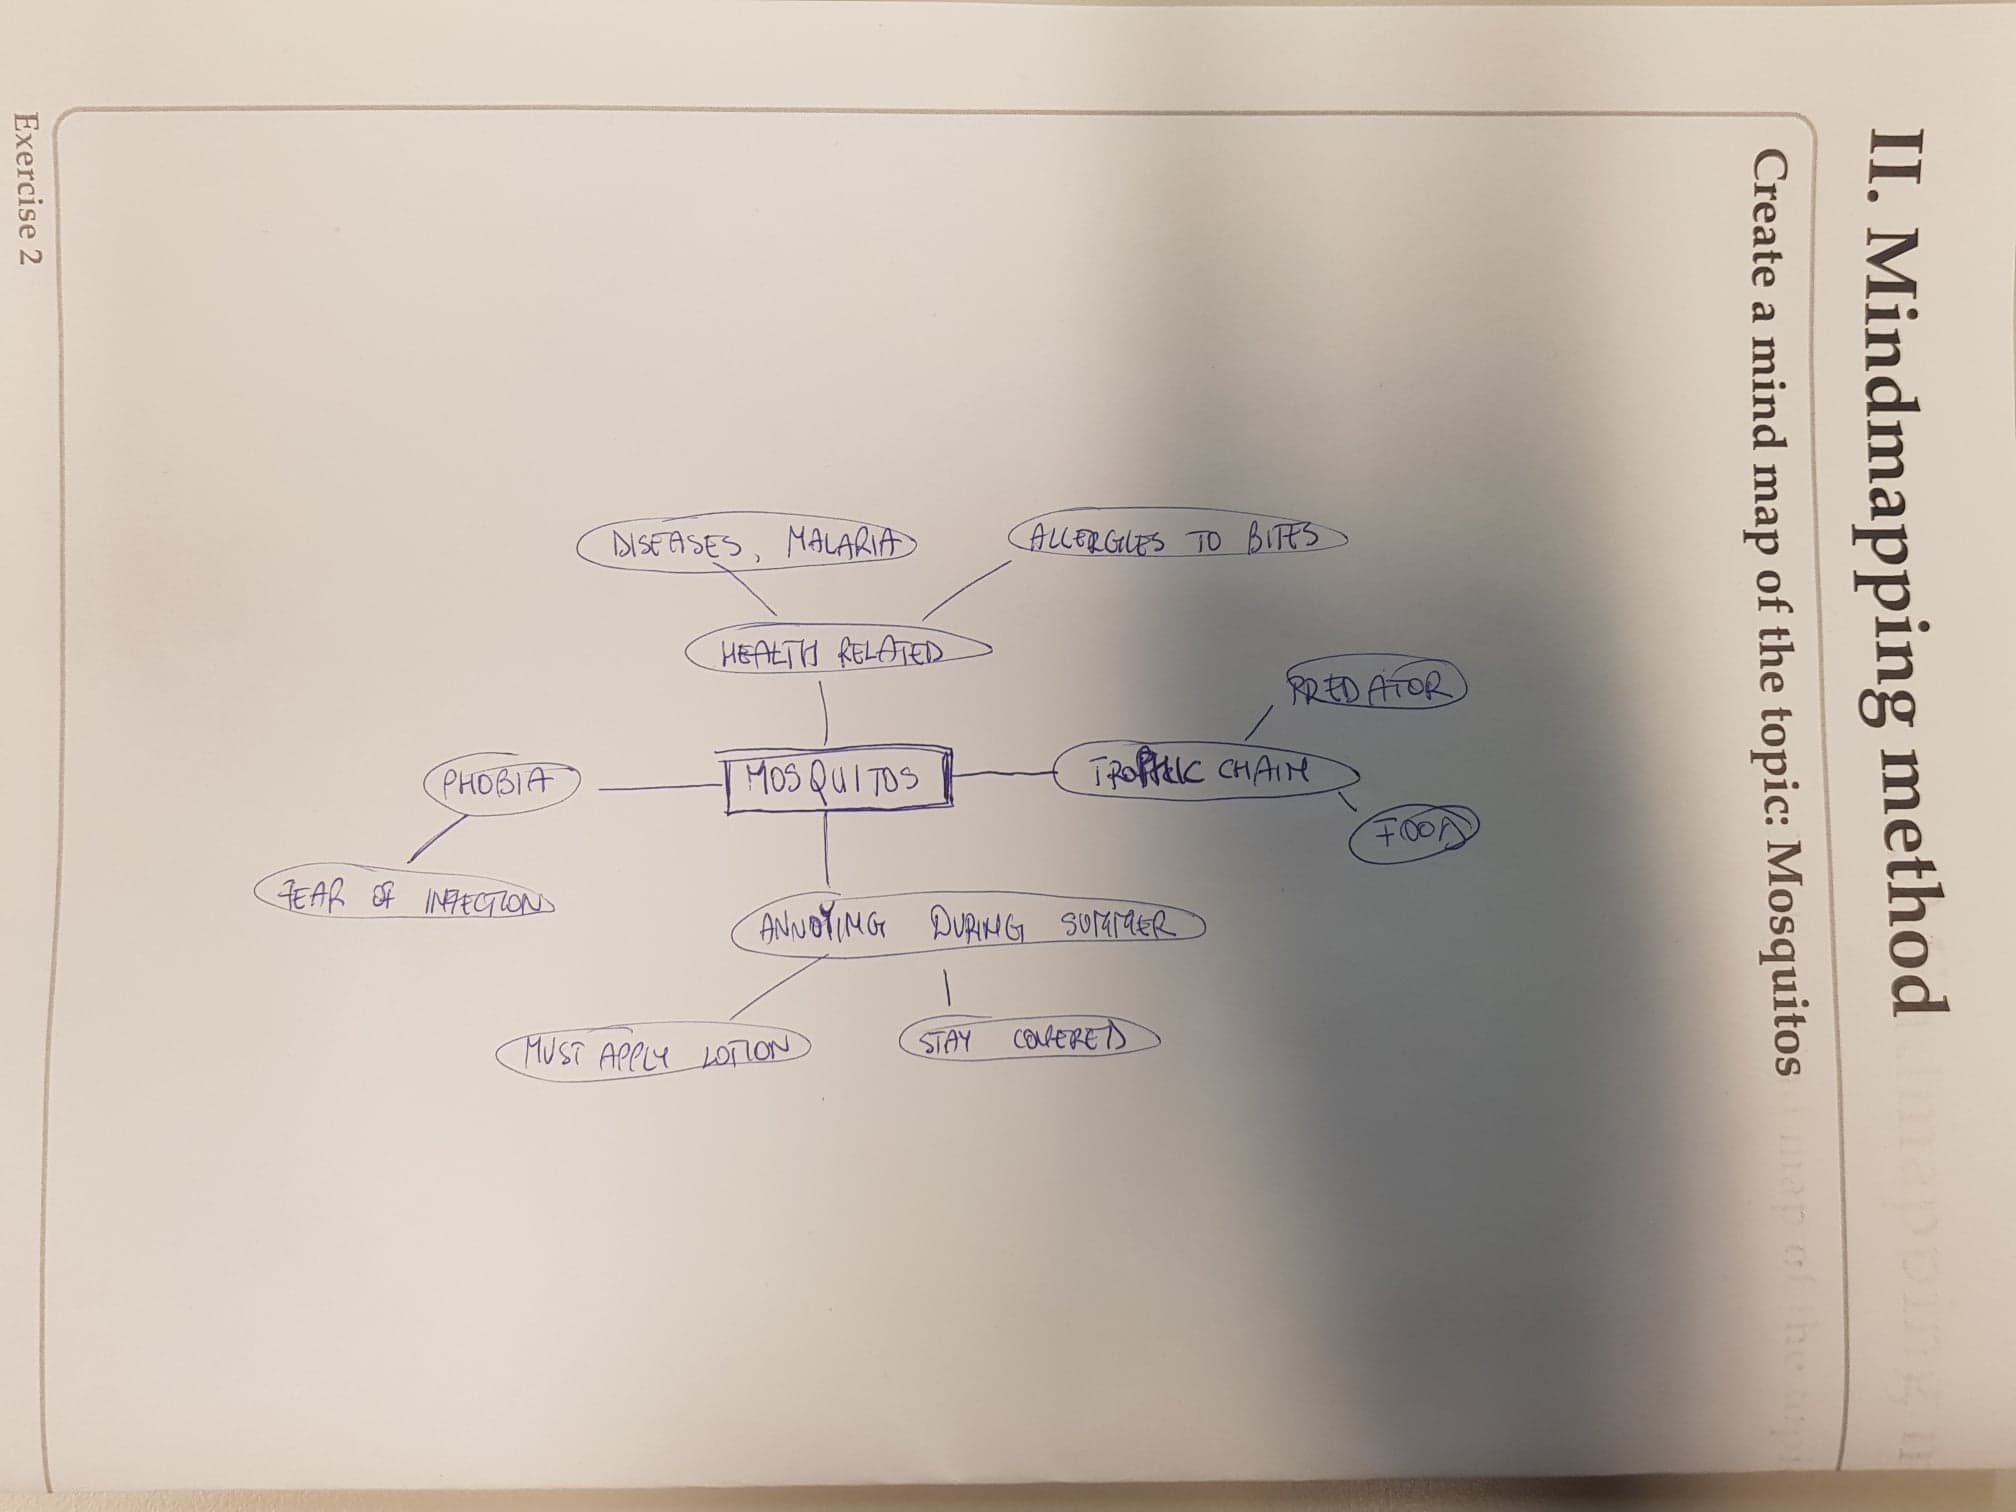 II. Mindmapping method
Create a mind map of the topic: Mosquitos
DISEASES, MALARIA
ALLERGIES TO BITES
HEALTH RELATED
PREDATOR
PHOBIA
MOSQUITOS
TROPHIC CHAIN
FOOD
FEAR OF INFECTION
ANNOYING DURING SUMMER
MUST APPLY LOTION
STAY COVERED
Exercise 2